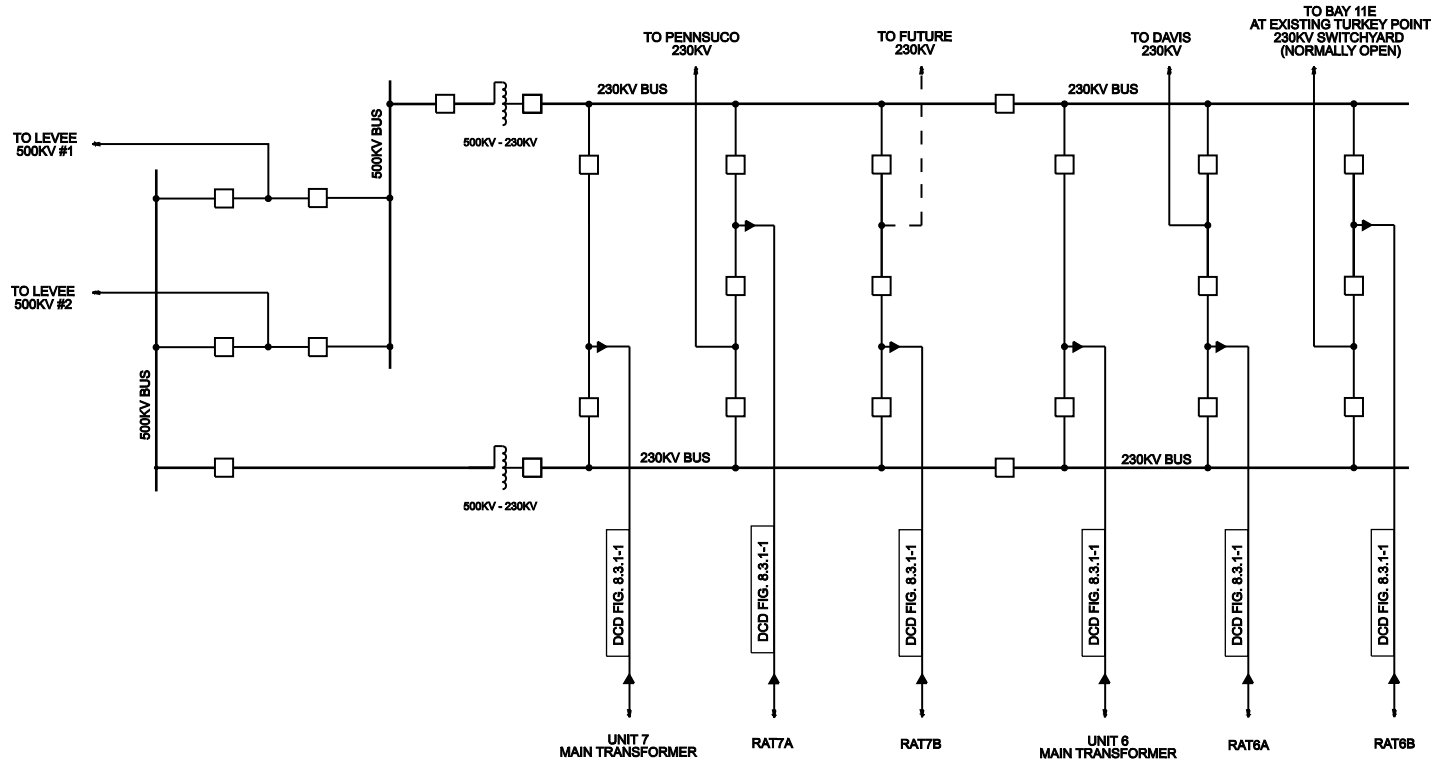 TO BAY 11E
AT EXISTING TURKEY POINT
230KV SWITCHYARD
(NORMALLY OPEN)
TO PENNSUCO
230KV
TO FUTURE
230KV
TO DAVIS
230KV
230KV BUS
230KV BUS
500KV BUS
TO LEVEE
500KV #1
500KV - 230KV
TO LEVEE
500KV #2
500KV BUS
230KV BUS
230KV BUS
500KV - 230KV
DCD FIG. 8.3.1-1
DCD FIG. 8.3.1-1
DCD FIG. 8.3.1-1
DCD FIG. 8.3.1-1
DCD FIG. 8.3.1-1
DCD FIG. 8.3.1-1
UNIT 7
MAIN TRANSFORMER
RAT7A
RAT7B
UNIT 6
MAIN TRANSFORMER
RAT6A
RAT6B